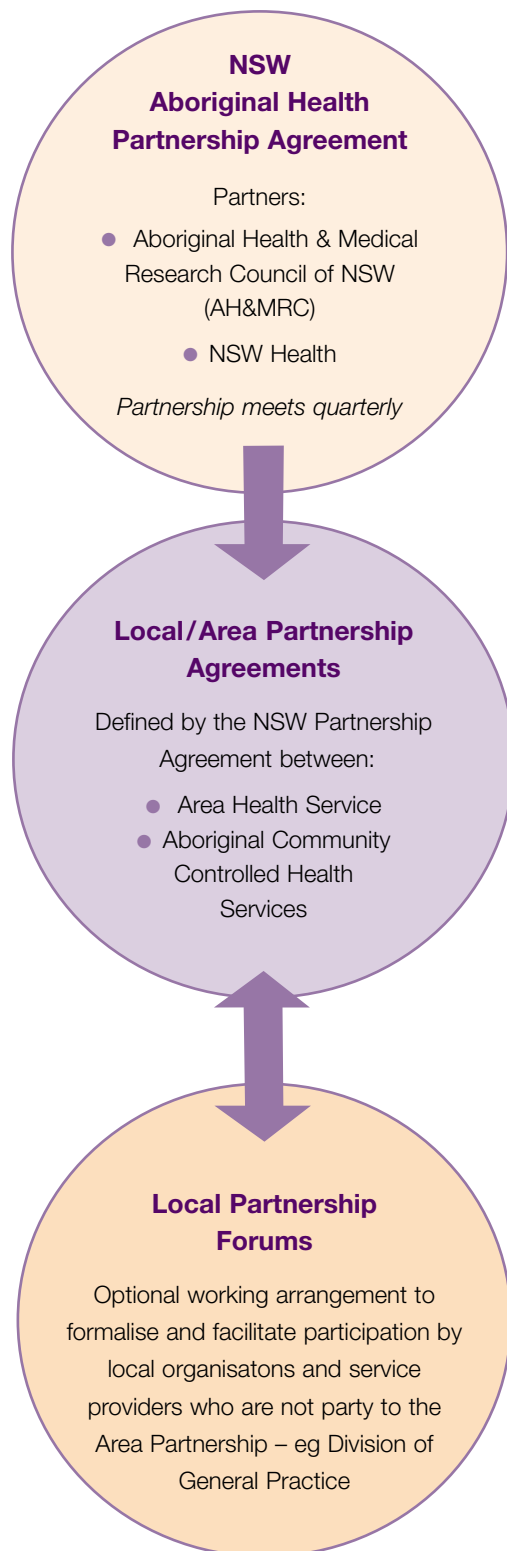 NSW
Aboriginal Health
Partnership Agreement
Partners:
● Aboriginal Health & Medical
Research Council of NSW
(AH&MRC)
● NSW Health
Partnership meets quarterly
Local/Area Partnership
Agreements
Defined by the NSW Partnership
Agreement between:
● Area Health Service
● Aboriginal Community
Controlled Health
Services
Local Partnership
Forums
Optional working arrangement to
formalise and facilitate participation by
local organisatons and service
providers who are not party to the
Area Partnership – eg Division of
General Practice